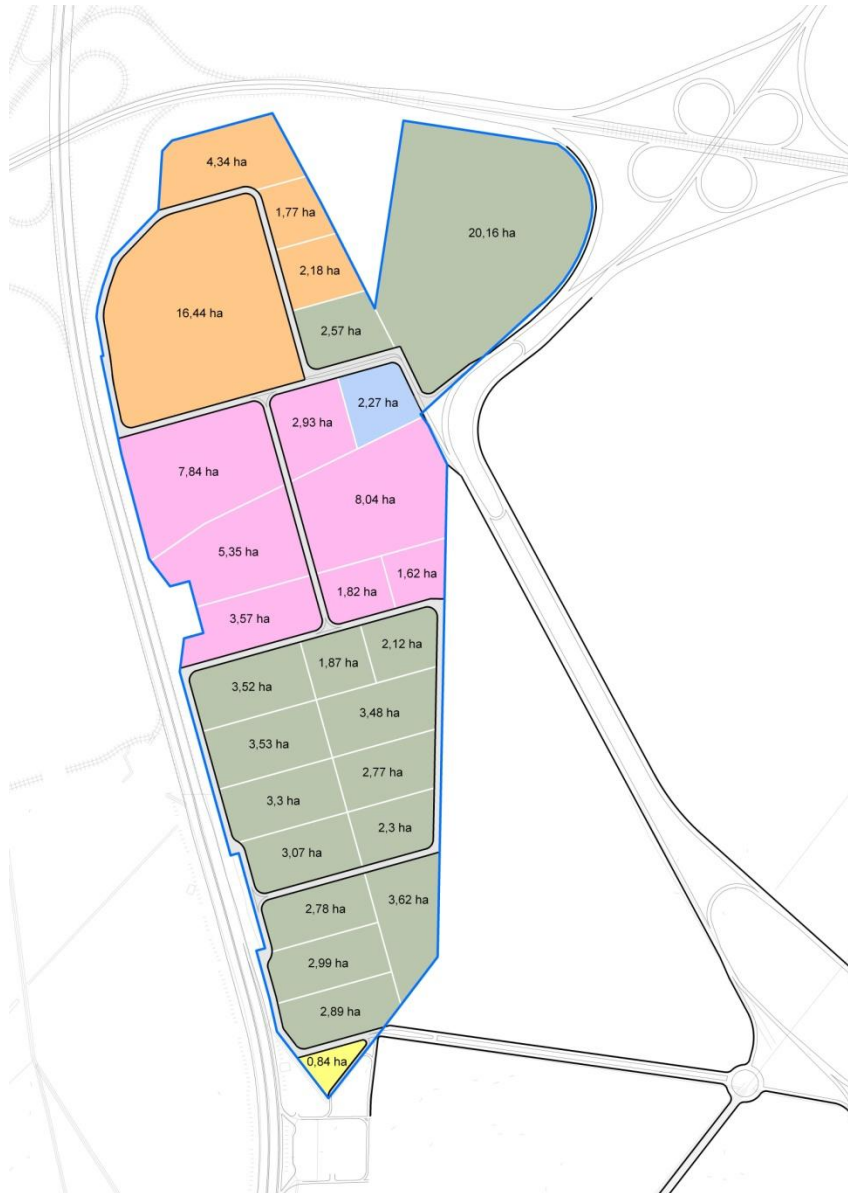 4,34 ha
1,77 ha
20,16 ha
2,18 ha
16,44 ha
2,57 ha
2,27 ha
2,93 ha
7,84 ha
8,04 ha
5,35 ha
1,62 ha
1,82 ha
3,57 ha
2,12 ha
1,87 ha
3,52 ha
3,48 ha
3,53 ha
2,77 ha
3,3 ha
2,3 ha
3,07 ha
3,62 ha
2,78 ha
2,99 ha
2,89 ha
0,84 ha